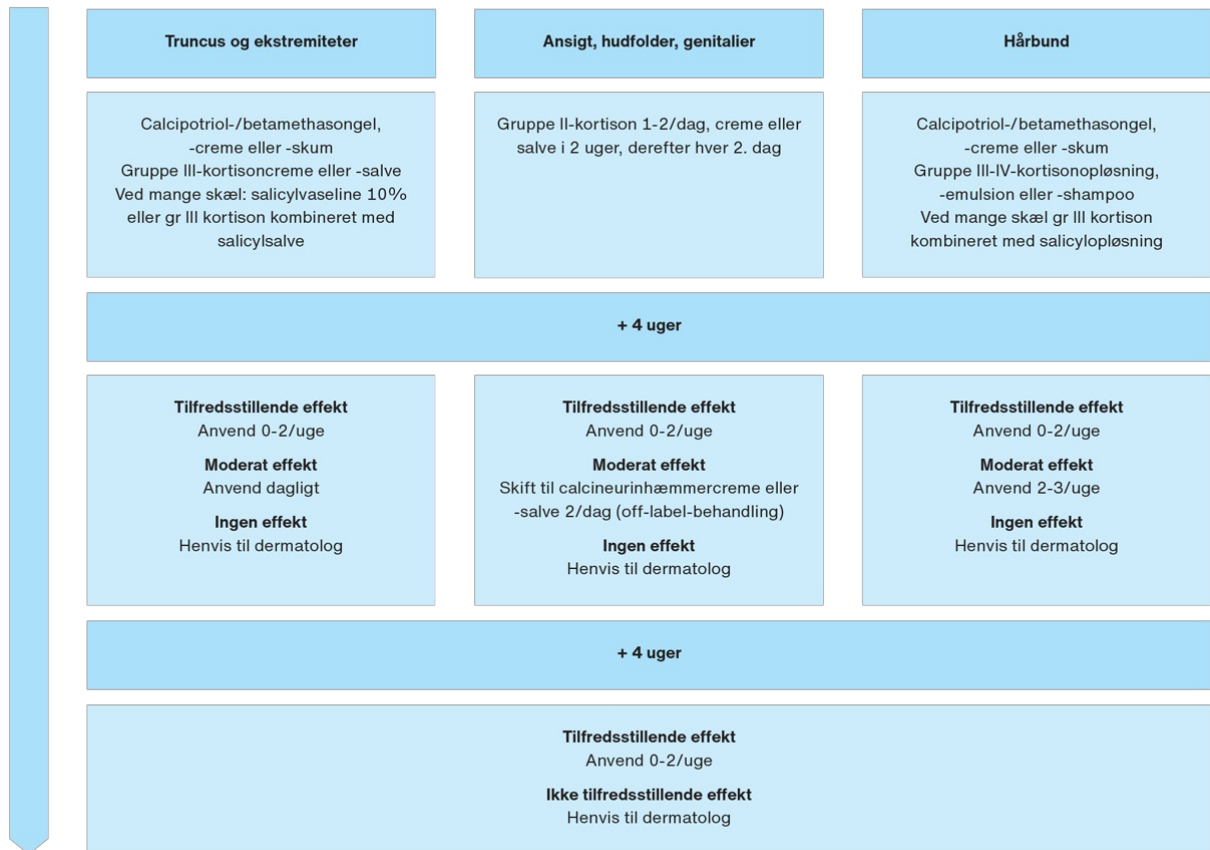 Truncus og ekstremiteter
Calcipotriol-/betamethasongel,
-creme eller -skum
Gruppe III-kortisoncreme eller -salve
Ved mange skæl: salicylvaseline 10%
eller gr III kortison kombineret med
salicylsalve
Ansigt, hudfolder, genitalier
Gruppe II-kortison 1-2/dag, creme eller
salve i 2 uger, derefter hver 2. dag
Hårbund
Calcipotriol-/betamethasongel,
-creme eller -skum
Gruppe III-IV-kortisonopløsning,
-emulsion eller -shampoo
Ved mange skæl gr III kortison
kombineret med salicylopløsning
+ 4 uger
Tilfredsstillende effekt
Anvend 0-2/uge
Moderat effekt
Anvend dagligt
Ingen effekt
Henvis til dermatolog
Tilfredsstillende effekt
Anvend 0-2/uge
Moderat effekt
Skift til calcineurinhæmmercreme eller
-salve 2/dag (off-label-behandling)
Ingen effekt
Henvis til dermatolog
Tilfredsstillende effekt
Anvend 0-2/uge
Moderat effekt
Anvend 2-3/uge
Ingen effekt
Henvis til dermatolog
+ 4 uger
Tilfredsstillende effekt
Anvend 0-2/uge
Ikke tilfredsstillende effekt
Henvis til dermatolog